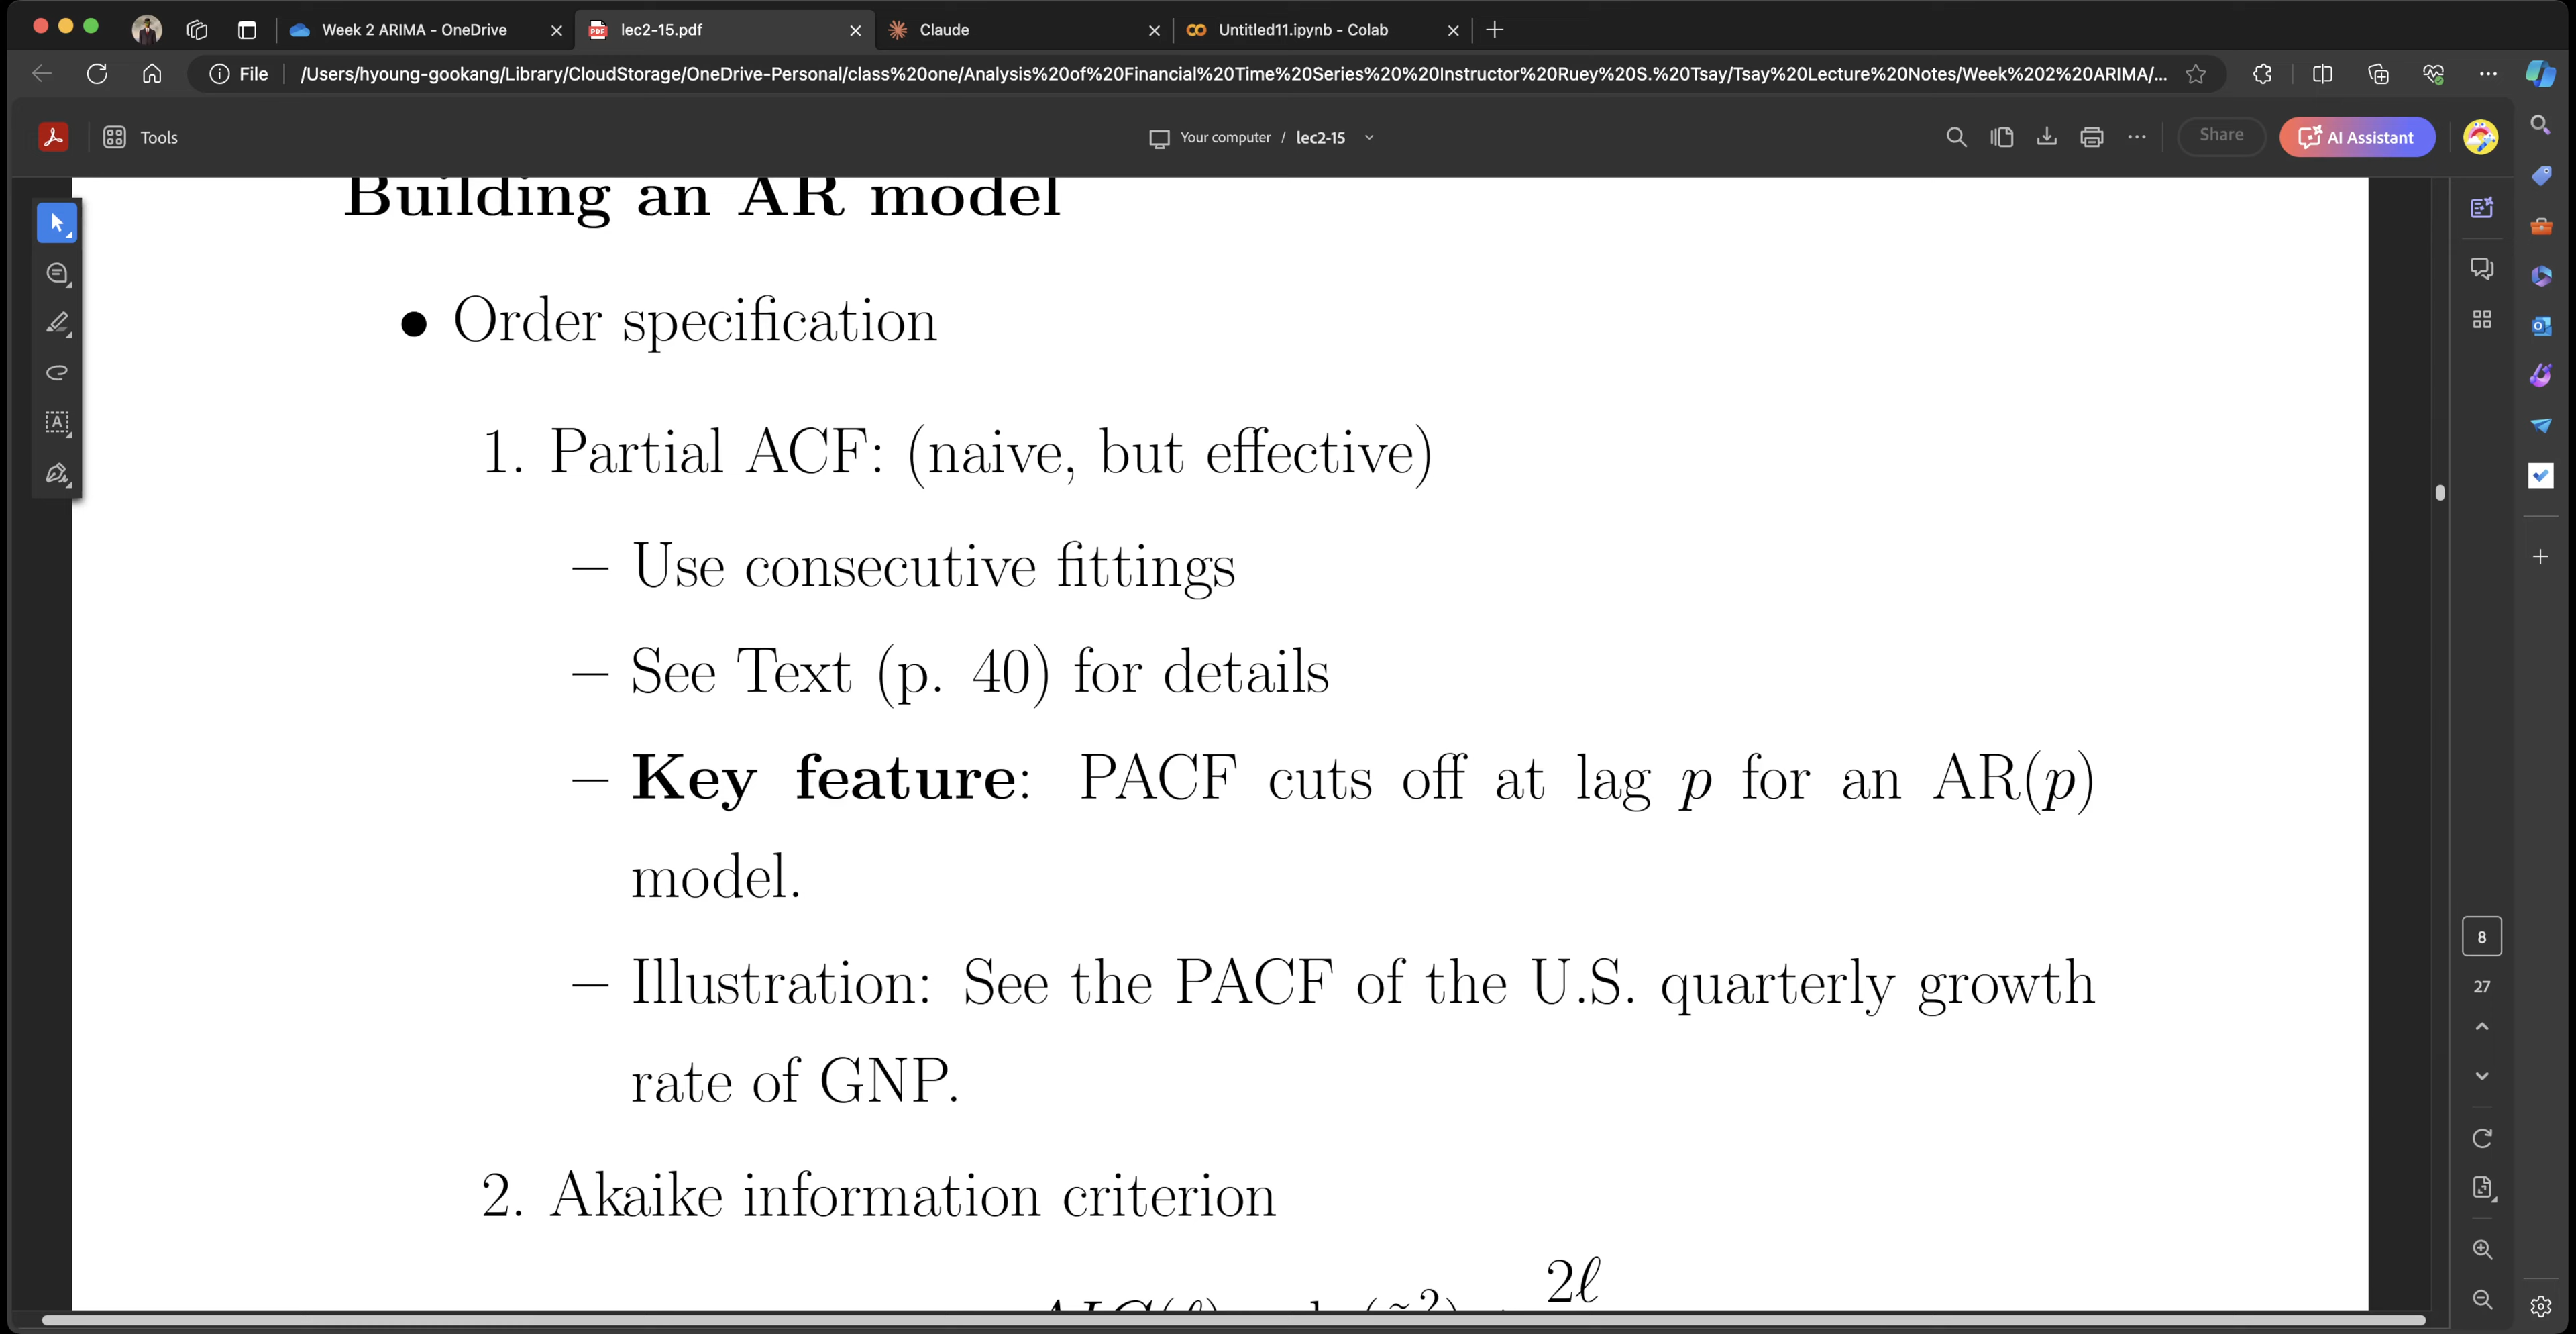 Week 2 ARIMA - OneDrive
lec2-15.pdf
Claude
Untitled11.ipynb - Colab
File
/Users/hyoung-gookang/Library/CloudStorage/OneDrive-Personal/class%20one/Analysis%20of%20Financial%20Time%20Series%20%20Instructor%20Ruey%20S.%20Tsay/Tsay%20Lecture%20Notes/Week%202%20ARIMA/...
Tools
Your computer / lec2-15
Share
AI Assistant
Building an AR model
• Order specification
1. Partial ACF: (naive, but effective)
– Use consecutive fittings
– See Text (p. 40) for details
– Key feature: PACF cuts off at lag p for an AR(p)
model.
– Illustration: See the PACF of the U.S. quarterly growth
rate of GNP.
2. Akaike information criterion
2ℓ
8
27